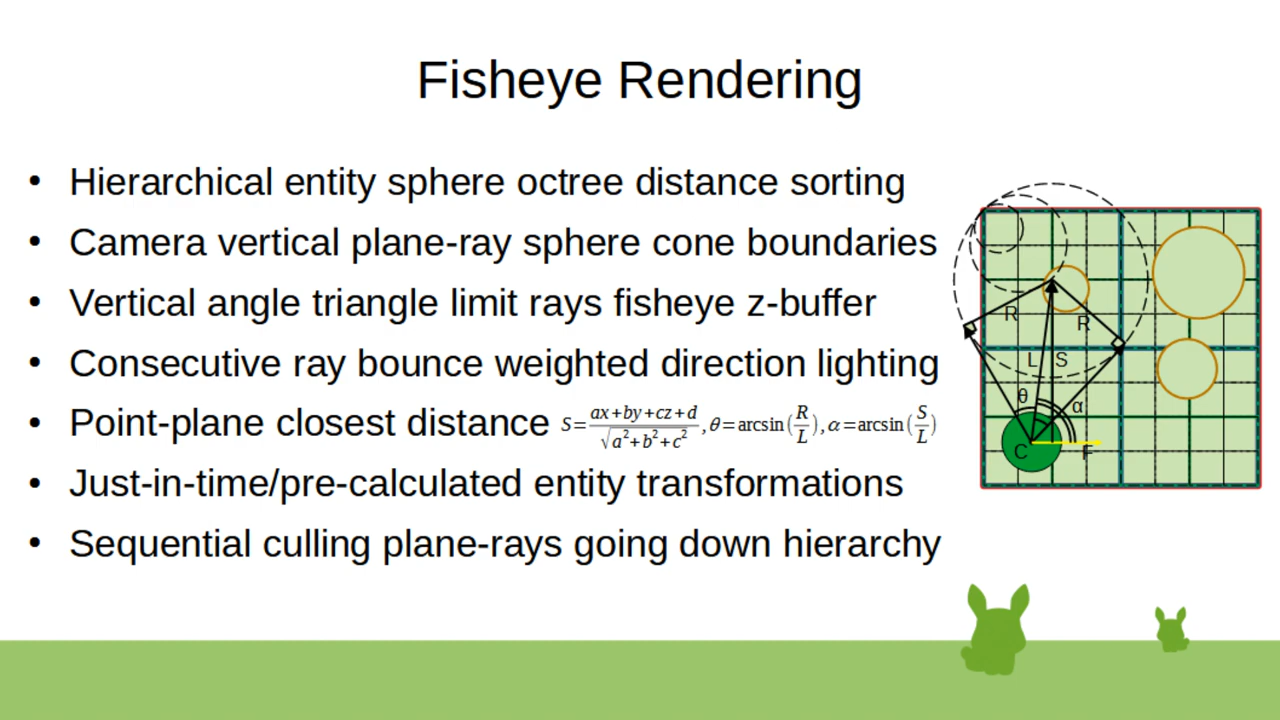 Fisheye Rendering
• Hierarchical entity sphere octree distance sorting
• Camera vertical plane-ray sphere cone boundaries
• Vertical angle triangle limit rays fisheye z-buffer
• Consecutive ray bounce weighted direction lighting
• Point-plane closest distance S=(ax+by+cz+d)/√(a²+b²+c²), θ=arcsin(R/L), α=arcsin(S/L)
• Just-in-time/pre-calculated entity transformations
• Sequential culling plane-rays going down hierarchy
R
R
L S
θ
α
C
F